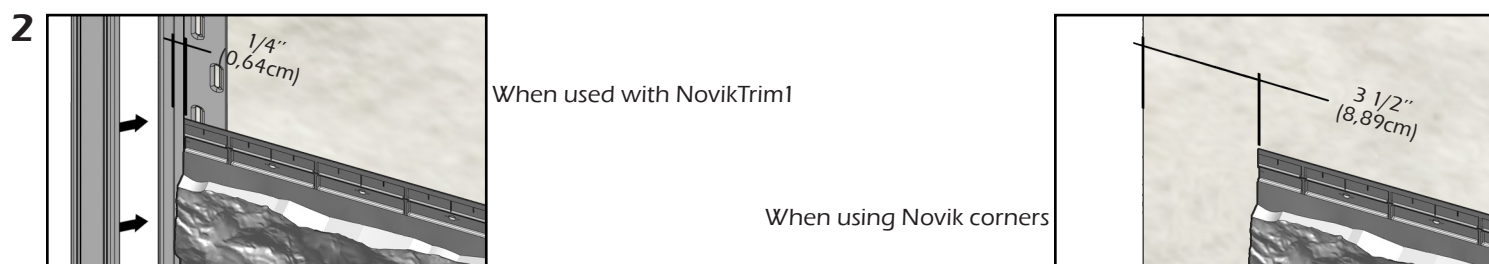 2
1/4"
(0,64cm)
When used with NovikTrim1
3 1/2"
(8,89cm)
When using Novik corners